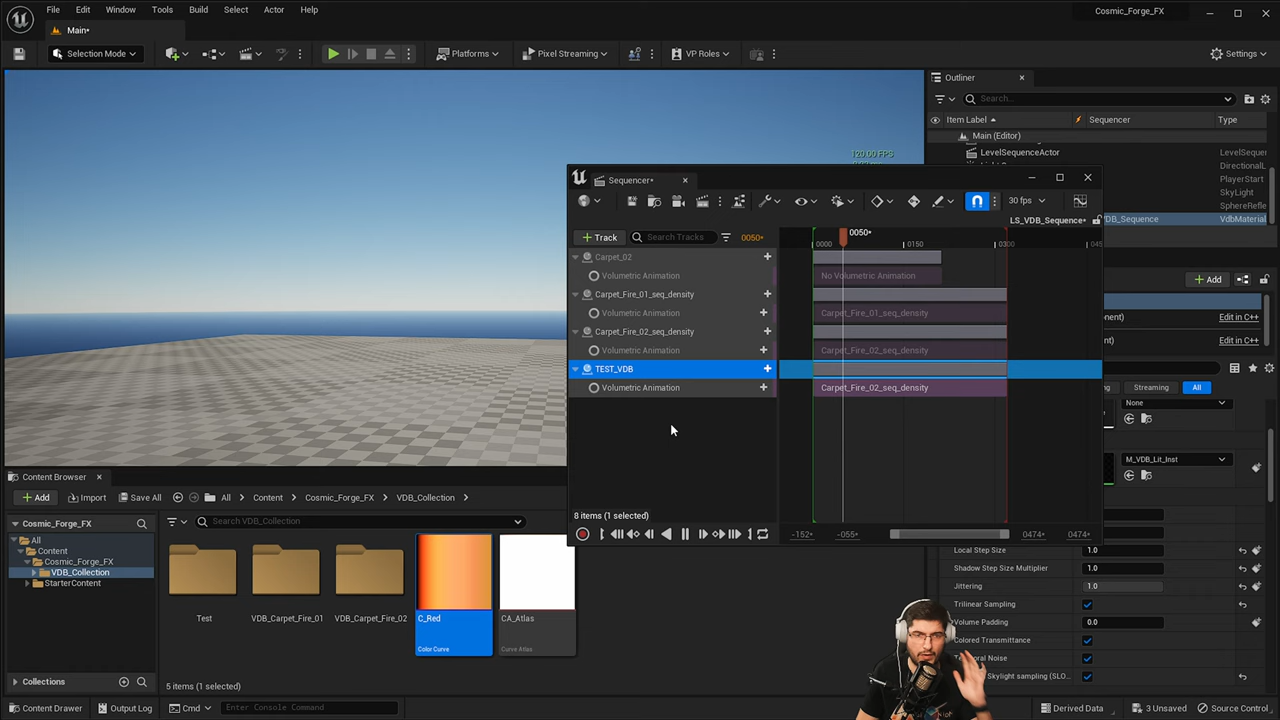 File Edit Window Tools Build Select Actor Help
Cosmic_Forge_FX
Main*
Selection Mode
Platforms
Pixel Streaming
VP Roles
Settings
Outliner
Search...
Item Label
Sequencer
Type
Main (Editor)
LevelSequenceActor
LevelSequer
DirectionalL
PlayerStart
SkyLight
SphereRefle
DB_Sequence
VdbMaterial
120.00 FPS
Sequencer*
30 fps
LS_VDB_Sequence*
Track
Search Tracks
0050*
0050*
0000
0150
0300
045
Carpet_02
Volumetric Animation
No Volumetric Animation
Carpet_Fire_01_seq_density
Volumetric Animation
Carpet_Fire_01_seq_density
Carpet_Fire_02_seq_density
Volumetric Animation
Carpet_Fire_02_seq_density
TEST_VDB
Volumetric Animation
Carpet_Fire_02_seq_density
8 items (1 selected)
-152+
-055+
0474+
0474+
Add
Edit in C++
Edit in C++
Streaming
All
None
M_VDB_Lit_Inst
Local Step Size
1.0
Shadow Step Size Multiplier
1.0
Jittering
1.0
Trilinear Sampling
Volume Padding
0.0
Colored Transmittance
Noise
Skylight sampling (SLO...
Content Browser
Add
Import
Save All
All
Content
Cosmic_Forge_FX
VDB_Collection
Cosmic_Forge_FX
Search VDB_Collection
All
Content
Cosmic_Forge_FX
VDB_Collection
StarterContent
Test
VDB_Carpet_Fire_01
VDB_Carpet_Fire_02
C_Red
Color Curve
CA_Atlas
Curve Atlas
Collections
5 items (1 selected)
Content Drawer
Output Log
Cmd
Enter Console Command
Derived Data
3 Unsaved
Source Control